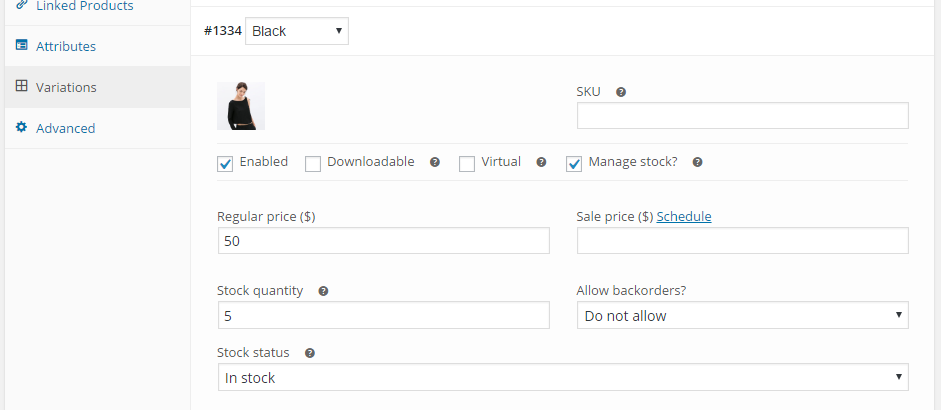 Linked Products
Attributes
Variations
Advanced
#1334 Black
SKU
Enabled Downloadable Virtual Manage stock?
Regular price ($) Sale price ($) Schedule
50
Stock quantity Allow backorders?
5 Do not allow
Stock status
In stock